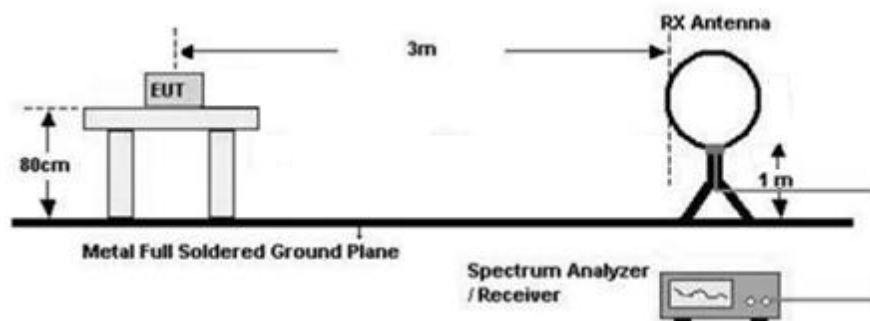 RX Antenna
3m
EUT
80cm
1 m
Metal Full Soldered Ground Plane
Spectrum Analyzer
/ Receiver